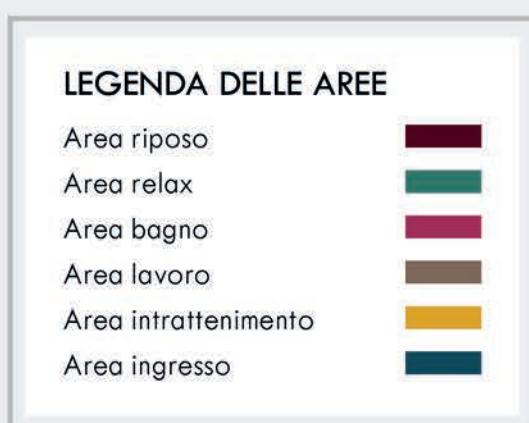 LEGENDA DELLE AREE
Area riposo
Area relax
Area bagno
Area lavoro
Area intrattenimento
Area ingresso